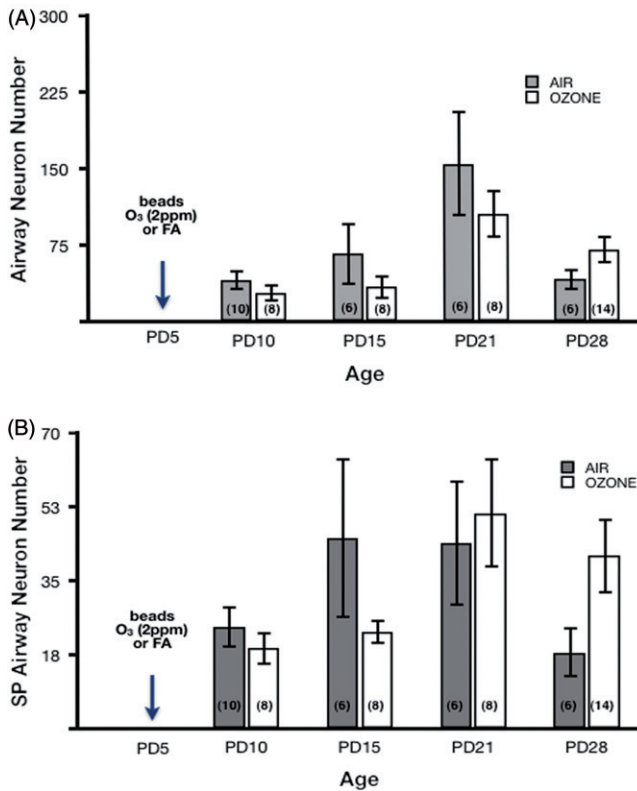 (A)
300
225
150
75
Airway Neuron Number
AIR
OZONE
beads
O₃ (2ppm)
or FA
(10) (8) (6) (8) (6) (8) (6) (14)
PD5 PD10 PD15 PD21 PD28
Age
(B)
70
53
35
18
SP Airway Neuron Number
AIR
OZONE
beads
O₃ (2ppm)
or FA
(10) (8) (6) (8) (6) (8) (6) (14)
PD5 PD10 PD15 PD21 PD28
Age